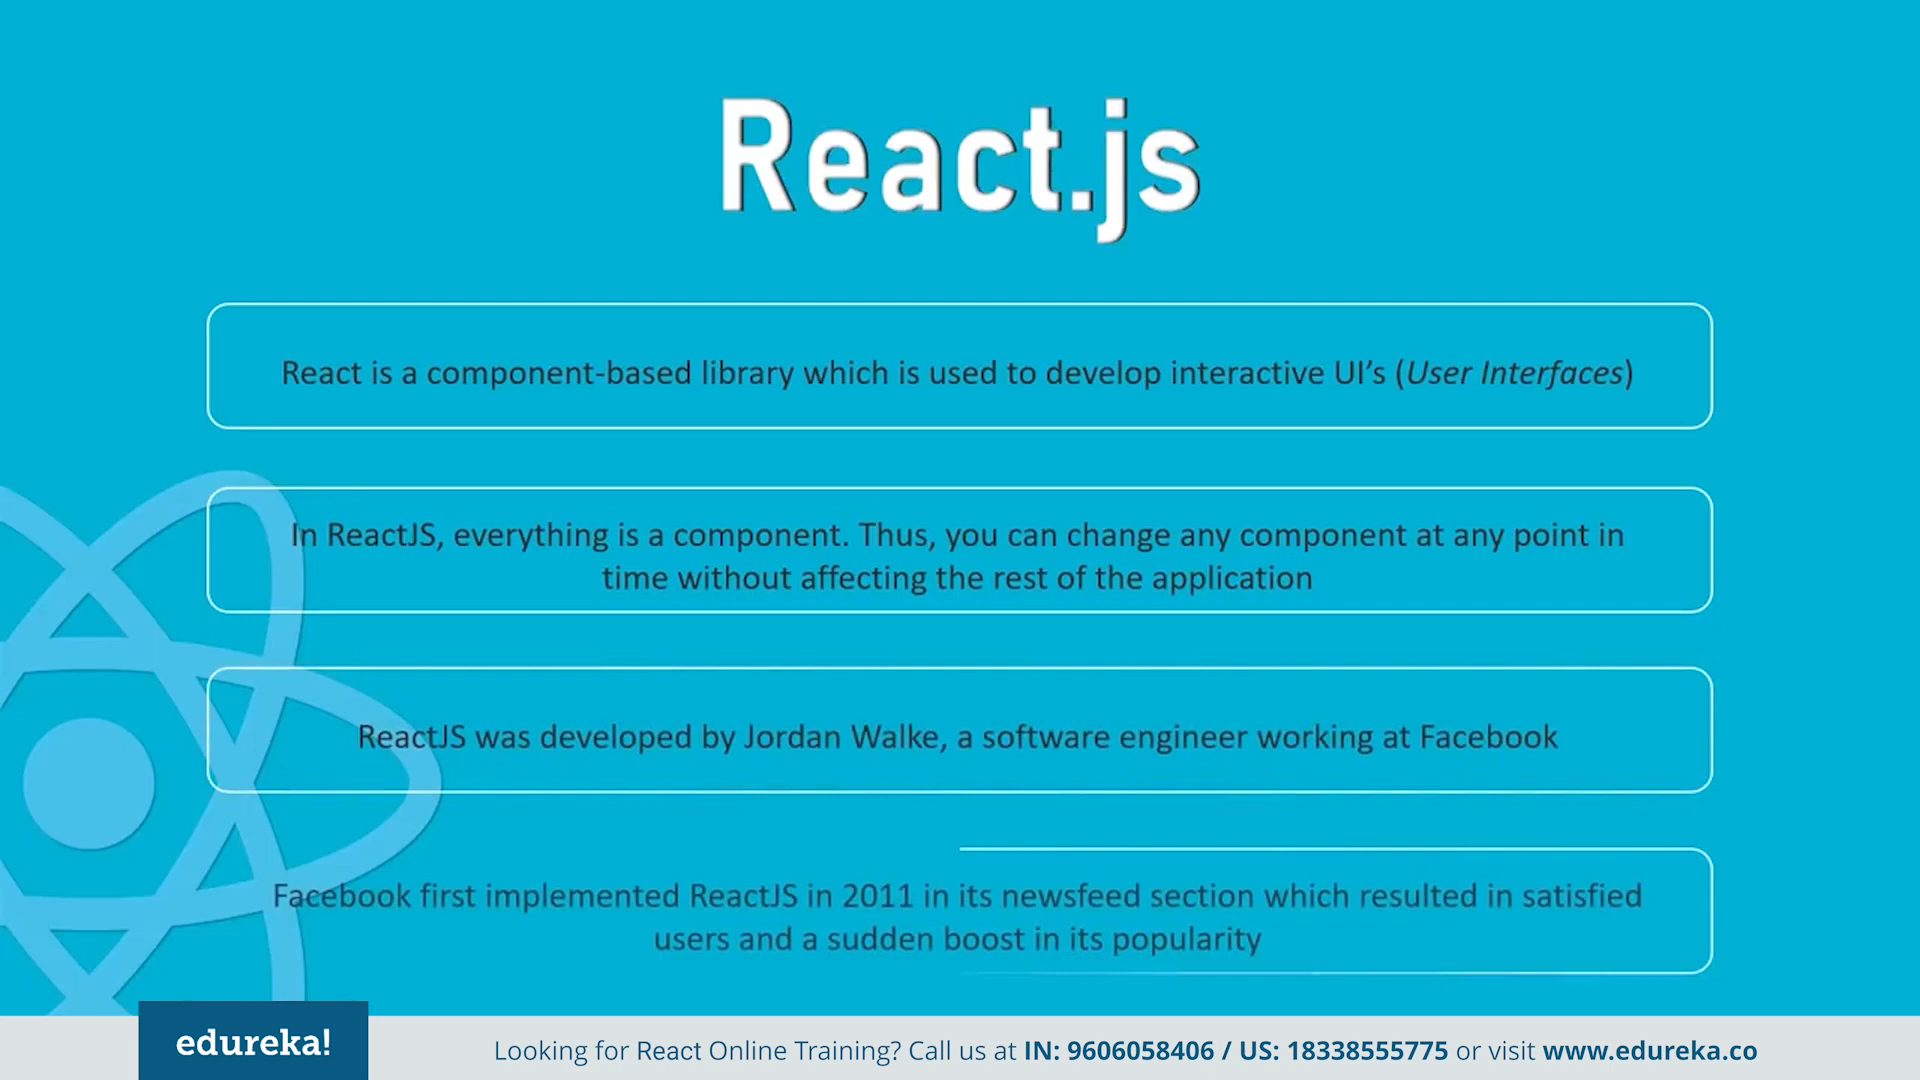 React.js
React is a component-based library which is used to develop interactive UI’s (User Interfaces)
In ReactJS, everything is a component. Thus, you can change any component at any point in
time without affecting the rest of the application
ReactJS was developed by Jordan Walke, a software engineer working at Facebook
Facebook first implemented ReactJS in 2011 in its newsfeed section which resulted in satisfied
users and a sudden boost in its popularity
edureka!
Looking for React Online Training? Call us at IN: 9606058406 / US: 18338555775 or visit www.edureka.co